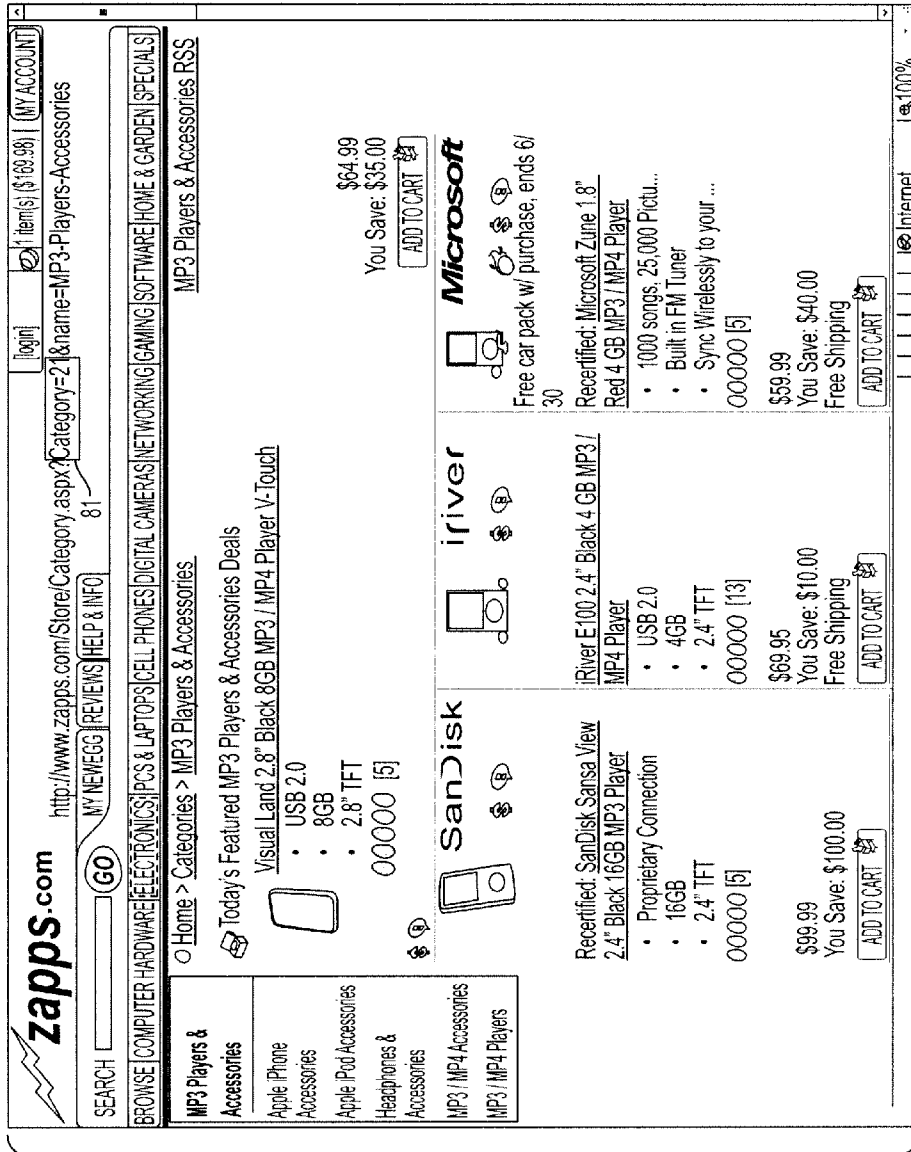 zapps.com
[login]
1 item(s) ($169.98) | MY ACCOUNT
http://www.zapps.com/Store/Category.aspx?Category=21&name=MP3-Players-Accessories
81
SEARCH
GO
MY NEWEGG
REVIEWS
HELP & INFO
BROWSE | COMPUTER HARDWARE | ELECTRONICS | PCS & LAPTOPS | CELL PHONES | DIGITAL CAMERAS | NETWORKING | GAMING | SOFTWARE | HOME & GARDEN | SPECIALS
MP3 Players &
Accessories
Apple iPhone
Accessories
Apple iPod Accessories
Headphones &
Accessories
MP3 / MP4 Accessories
MP3 / MP4 Players
Home > Categories > MP3 Players & Accessories
MP3 Players & Accessories RSS
Today's Featured MP3 Players & Accessories Deals
Visual Land 2.8" Black 8GB MP3 / MP4 Player V-Touch
• USB 2.0
• 8GB
• 2.8" TFT
OOOOO [5]
$64.99
You Save: $35.00
ADD TO CART
SanDisk
Recertified: SanDisk Sansa View
2.4" Black 16GB MP3 Player
• Proprietary Connection
• 16GB
• 2.4" TFT
OOOOO [5]
$99.99
You Save: $100.00
ADD TO CART
iriver
iRiver E100 2.4" Black 4 GB MP3 /
MP4 Player
• USB 2.0
• 4GB
• 2.4" TFT
OOOOO [13]
$69.95
You Save: $10.00
Free Shipping
ADD TO CART
Microsoft
Free car pack w/ purchase, ends 6/
30
Recertified: Microsoft Zune 1.8"
Red 4 GB MP3 / MP4 Player
• 1000 songs, 25,000 Pictu...
• Built in FM Tuner
• Sync Wirelessly to your ...
OOOOO [5]
$59.99
You Save: $40.00
Free Shipping
ADD TO CART
Internet
100%